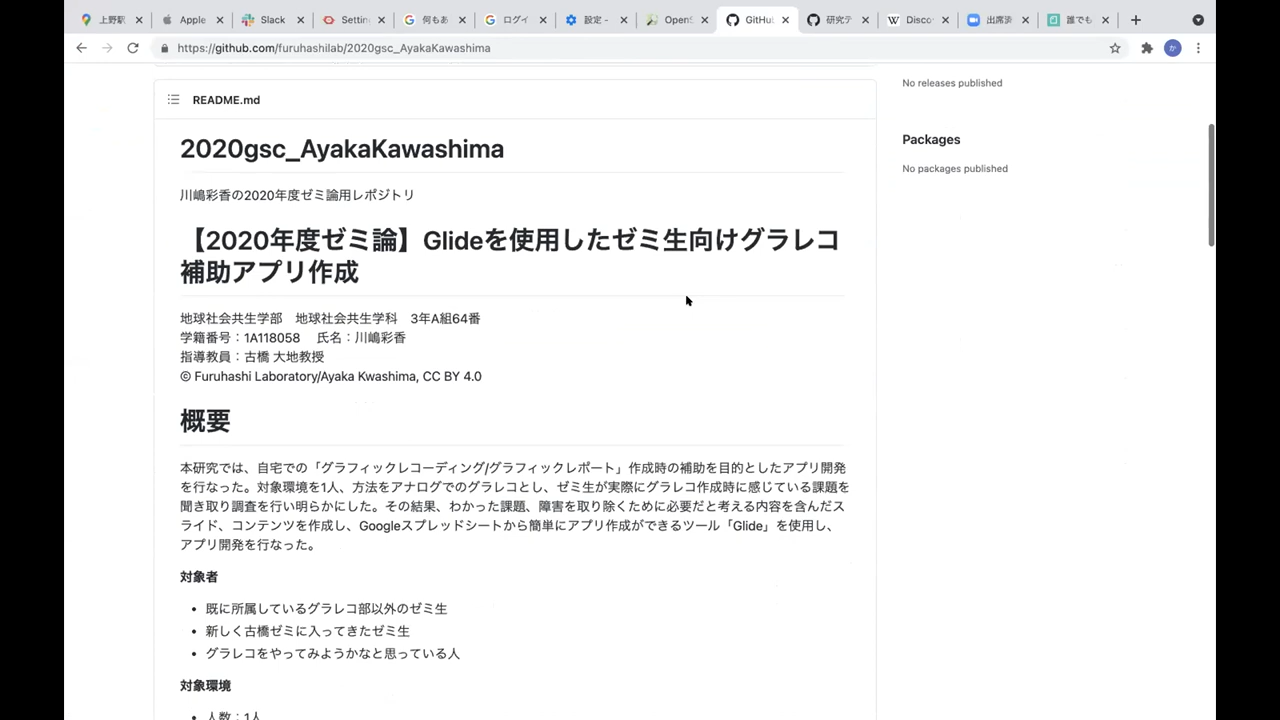 上野駅
Apple
Slack
Settin
何もあ
ログイ
設定 -
OpenS
GitHu
研究テ
Disco
出席済
誰でも
https://github.com/furuhashilab/2020gsc_AyakaKawashima
か
README.md
No releases published
Packages
No packages published
2020gsc_AyakaKawashima
川嶋彩香の2020年度ゼミ論用レポジトリ
【2020年度ゼミ論】Glideを使用したゼミ生向けグラレコ
補助アプリ作成
地球社会共生学部　地球社会共生学科　3年A組64番
学籍番号：1A118058　氏名：川嶋彩香
指導教員：古橋 大地教授
© Furuhashi Laboratory/Ayaka Kwashima, CC BY 4.0
概要
本研究では、自宅での「グラフィックレコーディング/グラフィックレポート」作成時の補助を目的としたアプリ開発
を行なった。対象環境を1人、方法をアナログでのグラレコとし、ゼミ生が実際にグラレコ作成時に感じている課題を
聞き取り調査を行い明らかにした。その結果、わかった課題、障害を取り除くために必要だと考える内容を含んだス
ライド、コンテンツを作成し、Googleスプレッドシートから簡単にアプリ作成ができるツール「Glide」を使用し、
アプリ開発を行なった。
対象者
• 既に所属しているグラレコ部以外のゼミ生
• 新しく古橋ゼミに入ってきたゼミ生
• グラレコをやってみようかなと思っている人
対象環境
• 人数：1人